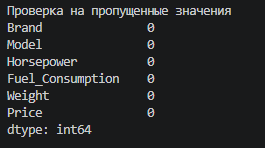 Проверка на пропущенные значения
Brand 0
Model 0
Horsepower 0
Fuel_Consumption 0
Weight 0
Price 0
dtype: int64